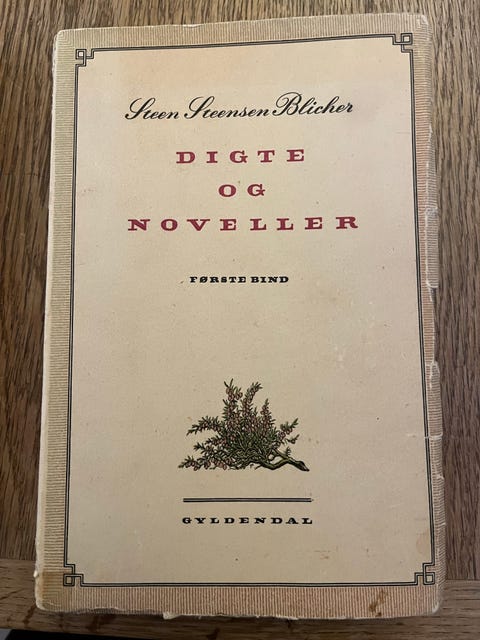 Steen Steensen Blicher
DIGTE
OG
NOVELLER
FØRSTE BIND
GYLDENDAL